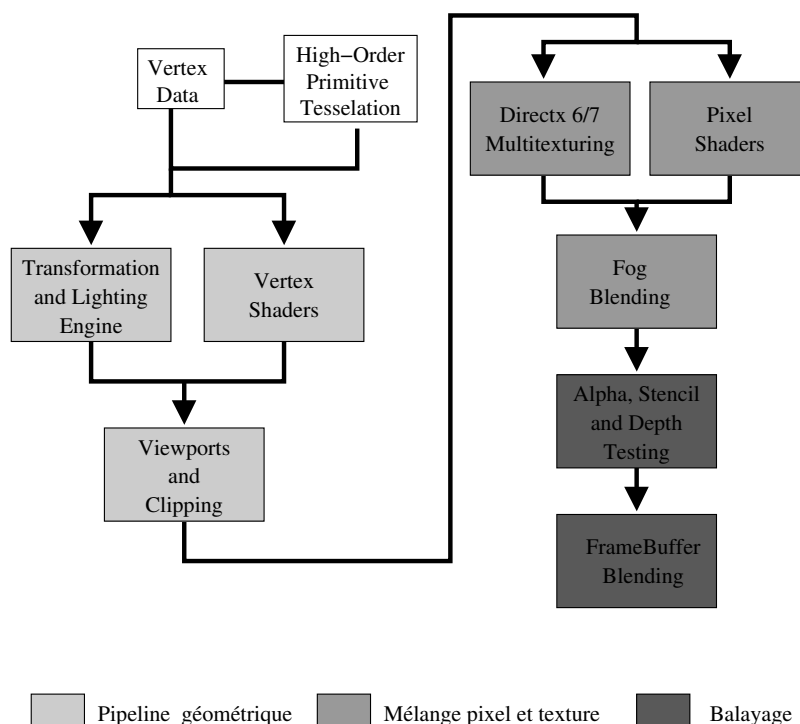 Vertex
Data
High−Order
Primitive
Tesselation
Transformation
and Lighting
Engine
Vertex
Shaders
Viewports
and
Clipping
Directx 6/7
Multitexturing
Pixel
Shaders
Fog
Blending
Alpha, Stencil
and Depth
Testing
FrameBuffer
Blending
Pipeline géométrique
Mélange pixel et texture
Balayage